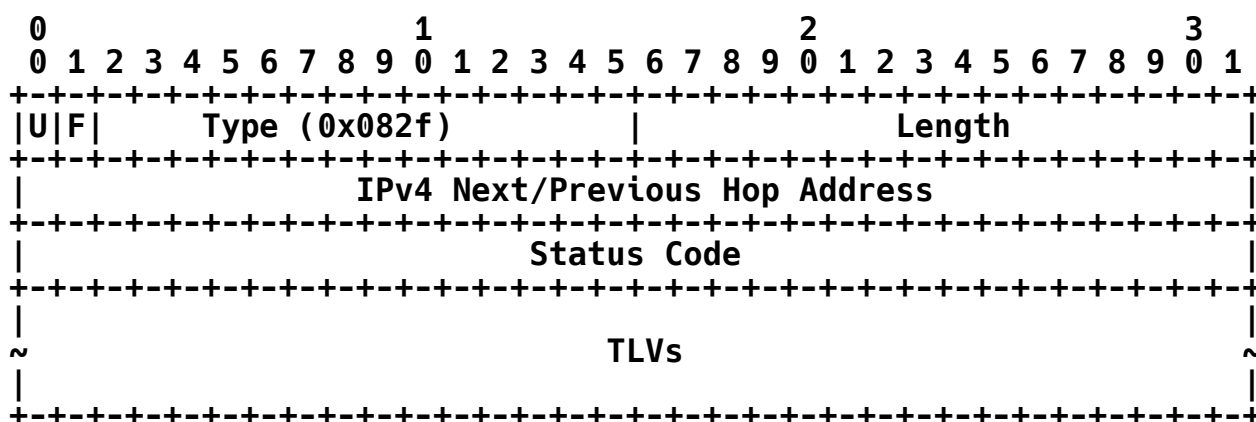 0                   1                   2                   3
 0 1 2 3 4 5 6 7 8 9 0 1 2 3 4 5 6 7 8 9 0 1 2 3 4 5 6 7 8 9 0 1
+-+-+-+-+-+-+-+-+-+-+-+-+-+-+-+-+-+-+-+-+-+-+-+-+-+-+-+-+-+-+-+-+
|U|F|     Type (0x082f)         |             Length            |
+-+-+-+-+-+-+-+-+-+-+-+-+-+-+-+-+-+-+-+-+-+-+-+-+-+-+-+-+-+-+-+-+
|                 IPv4 Next/Previous Hop Address                |
+-+-+-+-+-+-+-+-+-+-+-+-+-+-+-+-+-+-+-+-+-+-+-+-+-+-+-+-+-+-+-+-+
|                          Status Code                          |
+-+-+-+-+-+-+-+-+-+-+-+-+-+-+-+-+-+-+-+-+-+-+-+-+-+-+-+-+-+-+-+-+
|                                                               |
~                              TLVs                             ~
|                                                               |
+-+-+-+-+-+-+-+-+-+-+-+-+-+-+-+-+-+-+-+-+-+-+-+-+-+-+-+-+-+-+-+-+